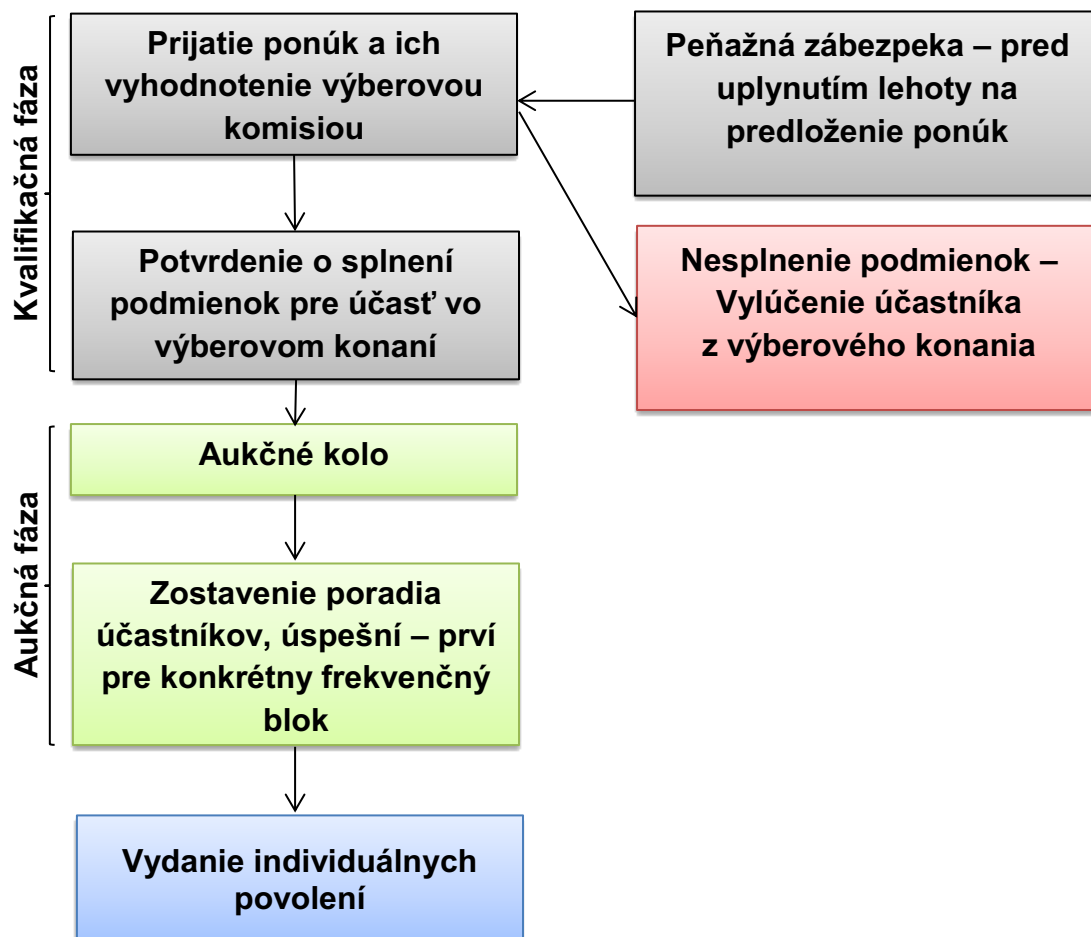 Kvalifikačná fáza
Prijatie ponúk a ich
vyhodnotenie výberovou
komisiou
Peňažná zábezpeka – pred
uplynutím lehoty na
predloženie ponúk
Potvrdenie o splnení
podmienok pre účasť vo
výberovom konaní
Nesplnenie podmienok –
Vylúčenie účastníka
z výberového konania
Aukčná fáza
Aukčné kolo
Zostavenie poradia
účastníkov, úspešní – prví
pre konkrétny frekvenčný
blok
Vydanie individuálnych
povolení